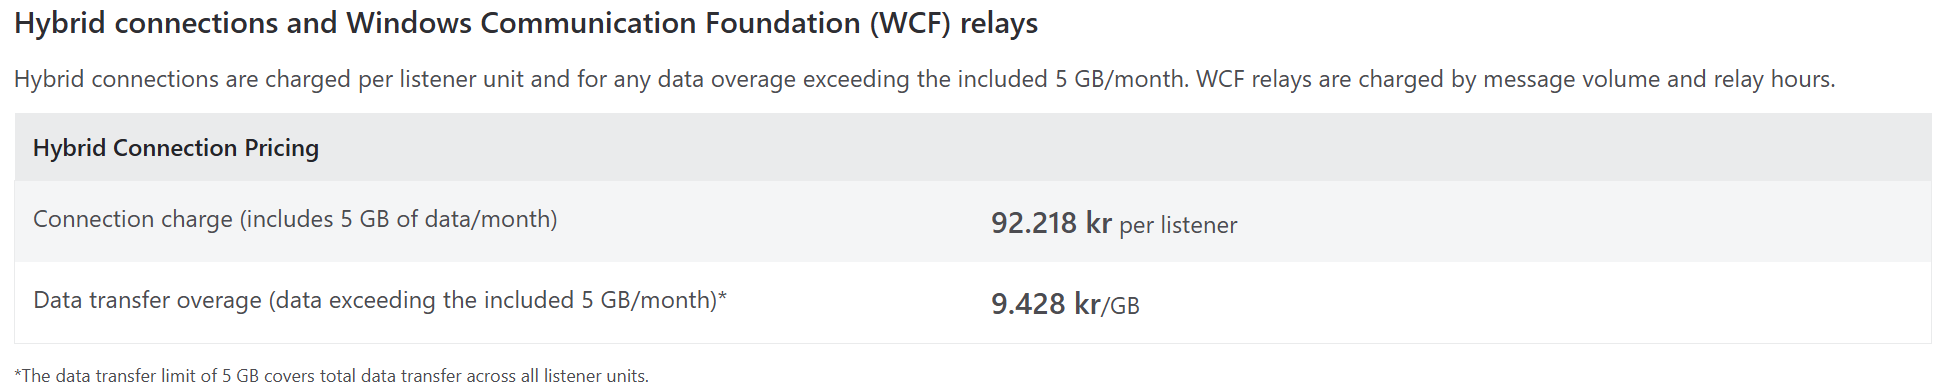 Hybrid connections and Windows Communication Foundation (WCF) relays
Hybrid connections are charged per listener unit and for any data overage exceeding the included 5 GB/month. WCF relays are charged by message volume and relay hours.
Hybrid Connection Pricing
Connection charge (includes 5 GB of data/month) 92.218 kr per listener
Data transfer overage (data exceeding the included 5 GB/month)* 9.428 kr/GB
*The data transfer limit of 5 GB covers total data transfer across all listener units.